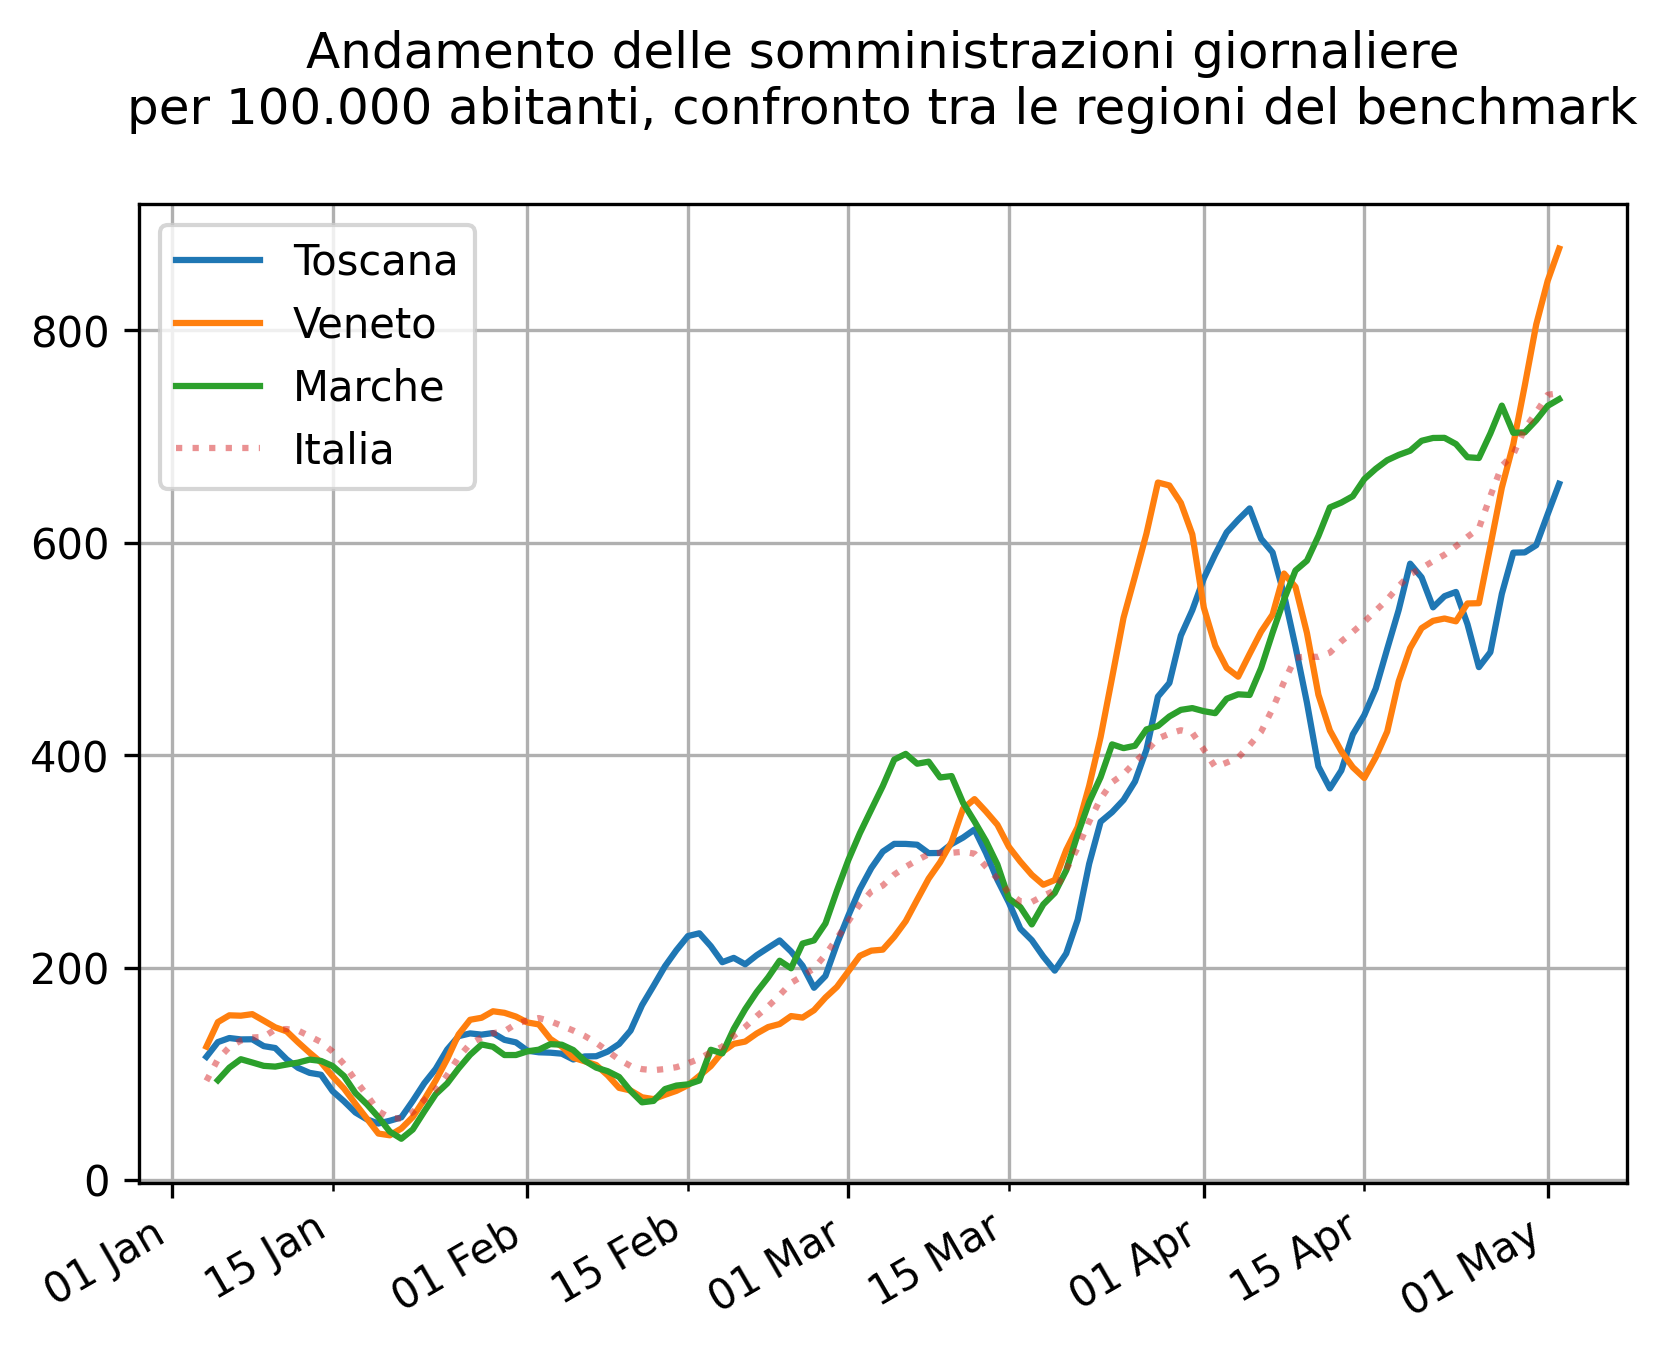 Andamento delle somministrazioni giornaliere
per 100.000 abitanti, confronto tra le regioni del benchmark
Toscana
Veneto
Marche
Italia
800
600
400
200
0
01 Jan
15 Jan
01 Feb
15 Feb
01 Mar
15 Mar
01 Apr
15 Apr
01 May